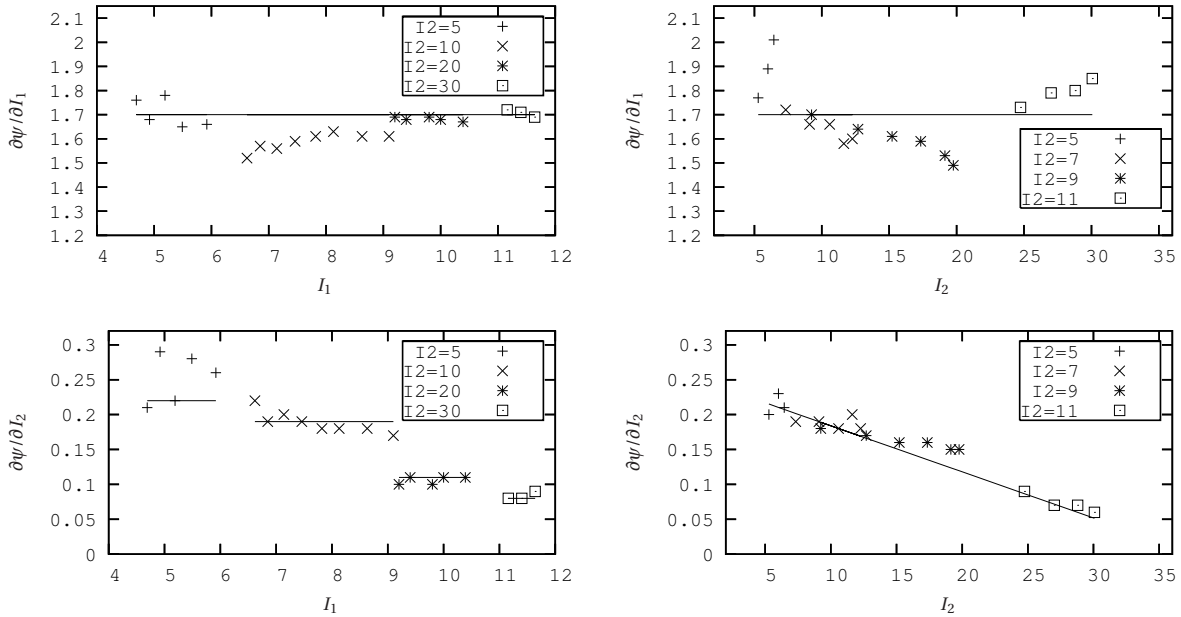 2.1
2
1.9
1.8
1.7
1.6
1.5
1.4
1.3
1.2
∂ψ/∂I₁
4 5 6 7 8 9 10 11 12
I₁
I2=5
I2=10
I2=20
I2=30
2.1
2
1.9
1.8
1.7
1.6
1.5
1.4
1.3
1.2
∂ψ/∂I₁
5 10 15 20 25 30 35
I₂
I2=5
I2=7
I2=9
I2=11
0.3
0.25
0.2
0.15
0.1
0.05
0
∂ψ/∂I₂
4 5 6 7 8 9 10 11 12
I₁
I2=5
I2=10
I2=20
I2=30
0.3
0.25
0.2
0.15
0.1
0.05
0
∂ψ/∂I₂
5 10 15 20 25 30 35
I₂
I2=5
I2=7
I2=9
I2=11